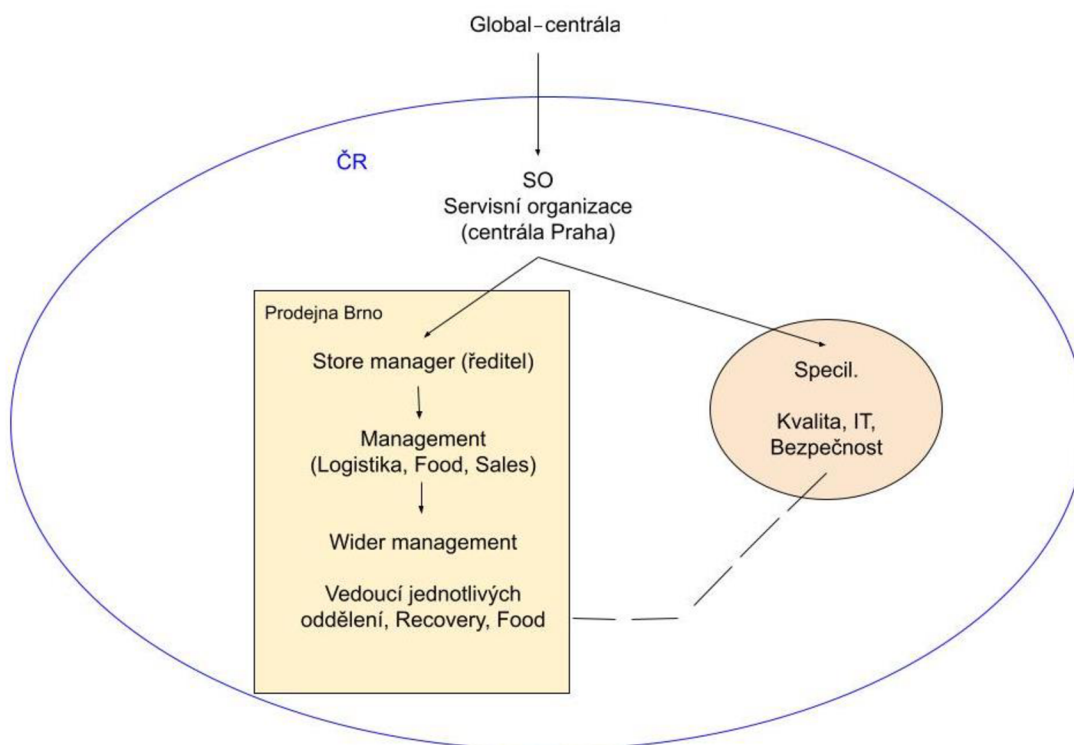 Global-centrála
ČR
SO
Servisní organizace
(centrála Praha)
Prodejna Brno
Store manager (ředitel)
Management
(Logistika, Food, Sales)
Wider management
Vedoucí jednotlivých
oddělení, Recovery, Food
Specil.
Kvalita, IT,
Bezpečnost